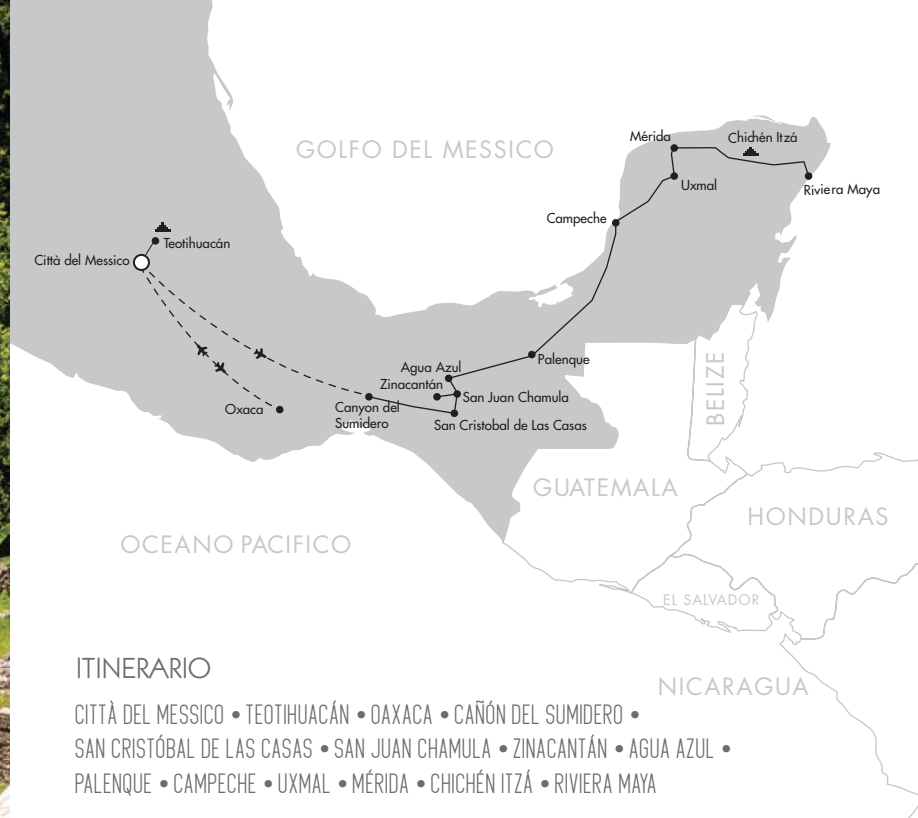 GOLFO DEL MESSICO
Mérida
Chichén Itzá
Uxmal
Riviera Maya
Campeche
Teotihuacán
Città del Messico
Palenque
Agua Azul
Zinacantán
San Juan Chamula
Oxaca
Canyon del
Sumidero
San Cristobal de Las Casas
BELIZE
GUATEMALA
HONDURAS
OCEANO PACIFICO
EL SALVADOR
NICARAGUA
ITINERARIO
CITTÀ DEL MESSICO • TEOTIHUACÁN • OAXACA • CAÑÓN DEL SUMIDERO •
SAN CRISTÓBAL DE LAS CASAS • SAN JUAN CHAMULA • ZINACANTÁN • AGUA AZUL •
PALENQUE • CAMPECHE • UXMAL • MÉRIDA • CHICHÉN ITZÁ • RIVIERA MAYA